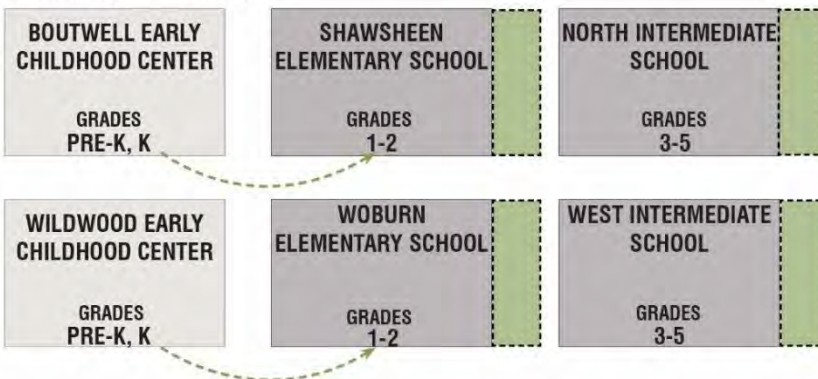 BOUTWELL EARLY
CHILDHOOD CENTER
GRADES
PRE-K, K
SHAWSHEEN
ELEMENTARY SCHOOL
GRADES
1-2
NORTH INTERMEDIATE
SCHOOL
GRADES
3-5
WILDWOOD EARLY
CHILDHOOD CENTER
GRADES
PRE-K, K
WOBURN
ELEMENTARY SCHOOL
GRADES
1-2
WEST INTERMEDIATE
SCHOOL
GRADES
3-5